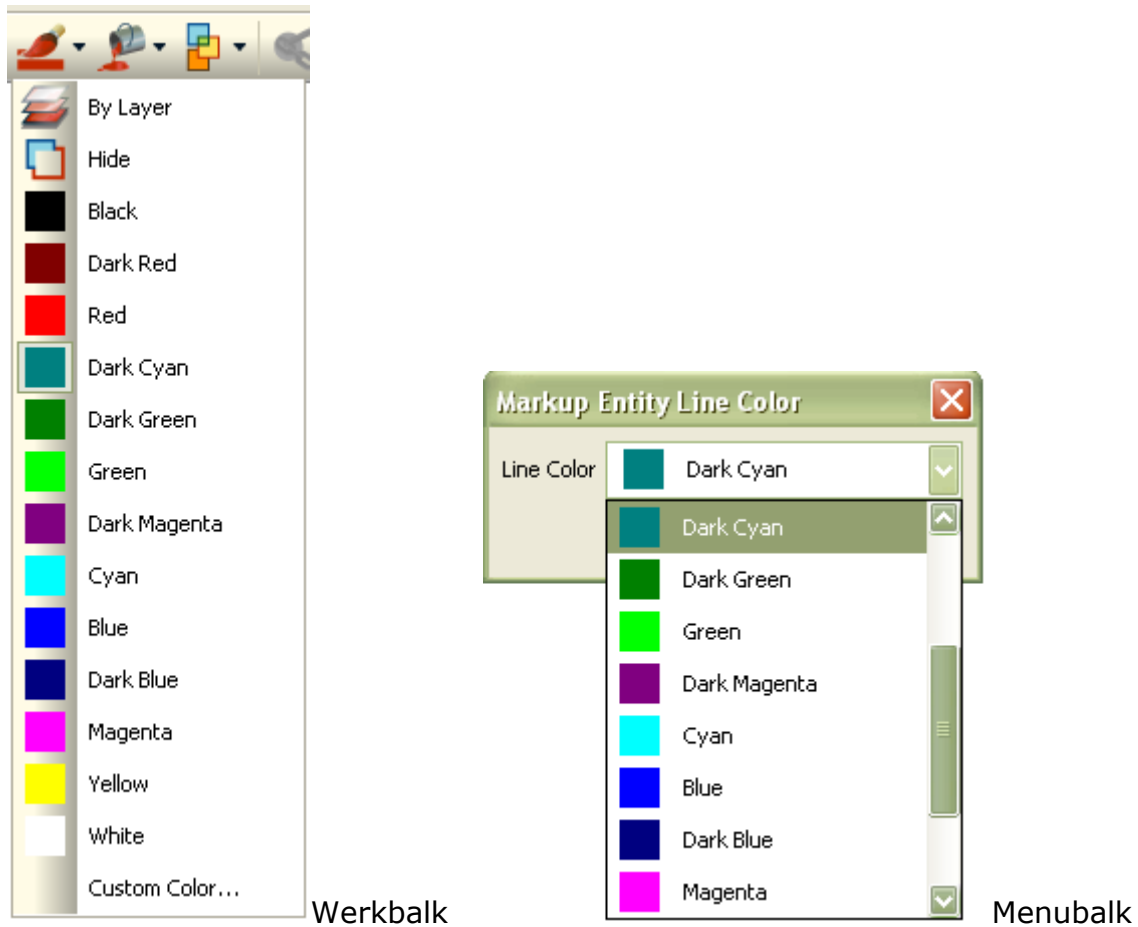 By Layer
Hide
Black
Dark Red
Red
Dark Cyan
Dark Green
Green
Dark Magenta
Cyan
Blue
Dark Blue
Magenta
Yellow
White
Custom Color...
Werkbalk
Markup Entity Line Color
Line Color Dark Cyan
Dark Cyan
Dark Green
Green
Dark Magenta
Cyan
Blue
Dark Blue
Magenta
Menubalk